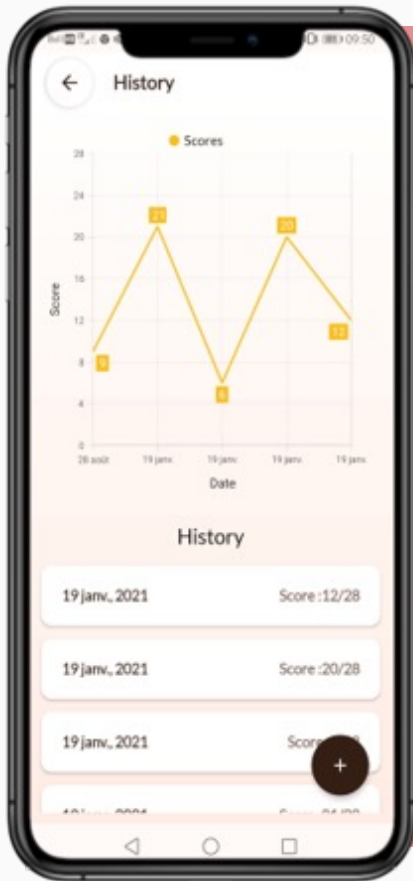 09:50
History
Scores
28
24
20
16
12
8
4
0
21
20
9
6
12
Score
28 août 19 janv. 19 janv. 19 janv. 19 janv.
Date
History
19 janv., 2021 Score :12/28
19 janv., 2021 Score :20/28
19 janv., 2021
+